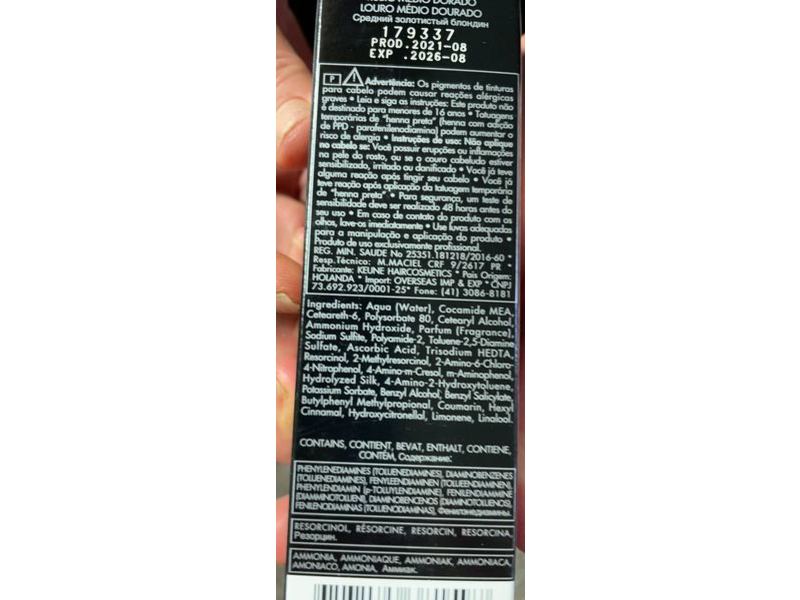 MEDIO DORADO
LOURO MÉDIO DOURADO
Средний золотистый блондин
179337
PROD.2021-08
EXP .2026-08
P Advertência: Os pigmentos de tinturas
para cabelo podem causar reações alérgicas
graves • Leia e siga as instruções: Este produto não
é destinado para menores de 16 anos • Tatuagens
temporárias de "henna preta" (henna com adição
de PPD - parafenilenodiamina) podem aumentar o
risco de alergia • Instruções de uso: Não aplique
no cabelo se: Você possuir erupções ou inflamações
na pele do rosto, ou se o couro cabeludo estiver
sensibilizado, irritado ou danificado • Você já teve
alguma reação após tingir seu cabelo • Você já
teve reação após aplicação da tatuagem temporária
de "henna preta" • Para segurança, um teste de
sensibilidade deve ser realizado 48 horas antes do
seu uso • Em caso de contato do produto com os
olhos, lave-os imediatamente • Use luvas adequadas
para a manipulação e aplicação do produto •
Produto de uso exclusivamente profissional.
REG. MIN. SAUDE No 25351.181218/2016-60 •
Resp.Técnico: M.MACIEL CRF 9/2617 PR •
Fabricante: KEUNE HAIRCOSMETICS • Pais Origem:
HOLANDA • Import: OVERSEAS IMP & EXP • CNPJ
73.692.923/0001-25• Fone: (41) 3086-8181
Ingredients: Aqua (Water), Cocamide MEA,
Ceteareth-6, Polysorbate 80, Cetearyl Alcohol,
Ammonium Hydroxide, Parfum (Fragrance),
Sodium Sulfite, Polyamide-2, Toluene-2,5-Diamine
Sulfate, Ascorbic Acid, Trisodium HEDTA,
Resorcinol, 2-Methylresorcinol, 2-Amino-6-Chloro-
4-Nitrophenol, 4-Amino-m-Cresol, m-Aminophenol,
Hydrolyzed Silk, 4-Amino-2-Hydroxytoluene,
Potassium Sorbate, Benzyl Alcohol, Benzyl Salicylate,
Butylphenyl Methylpropional, Coumarin, Hexyl
Cinnamal, Hydroxycitronellal, Limonene, Linalool.
CONTAINS, CONTIENT, BEVAT, ENTHALT, CONTIENE,
CONTÉM, Содержание:
PHENYLENEDIAMINES (TOLUENEDIAMINES), DIAMINOBENZENES
(TOLUENEDIAMINES), FENYLEENDIAMINEN (TOLUEENDIAMINEN),
PHENYLENDIAMIN (p-TOLUYLENDIAMINE), FENILENDIAMMINE
(DIAMMINOTOLUENI), DIAMINOBENCENOS (DIAMINOTOLUENOS),
FENILENODIAMINAS (TOLUENODIAMINAS), Фенилендиамины.
RESORCINOL, RÉSORCINE, RESORCIN, RESORCINA,
Резорцин.
AMMONIA, AMMONIAQUE, AMMONIAK, AMMONIACA,
AMONIACO, AMONIA, Аммиак.